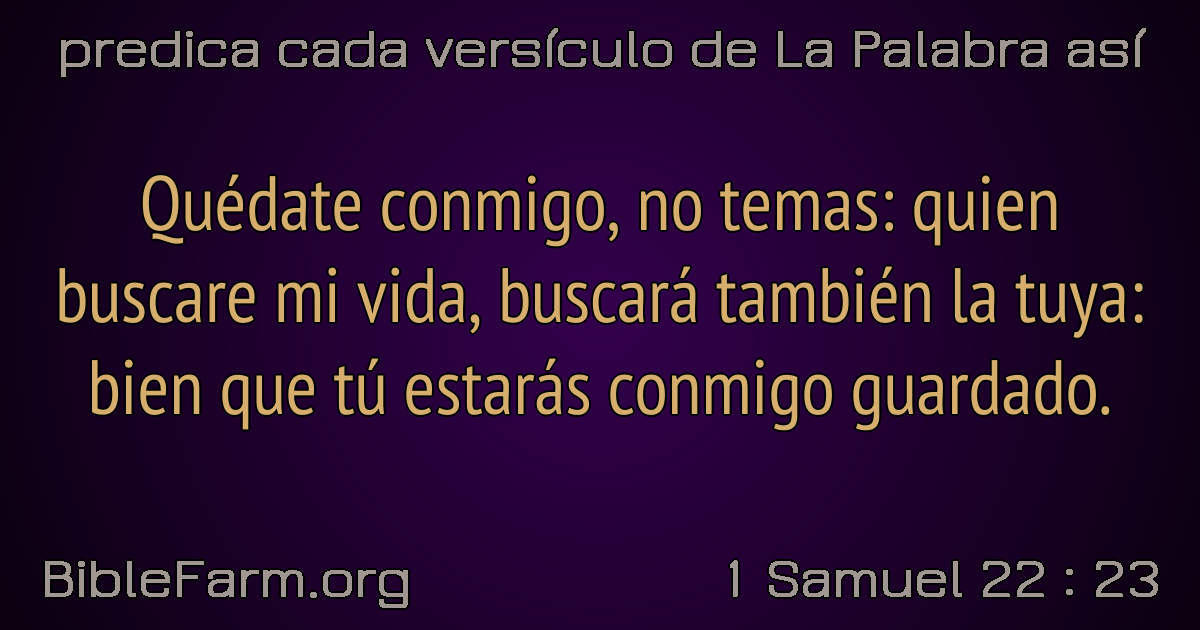 predica cada versículo de La Palabra así
Quédate conmigo, no temas: quien
buscare mi vida, buscará también la tuya:
bien que tú estarás conmigo guardado.
BibleFarm.org
1 Samuel 22 : 23